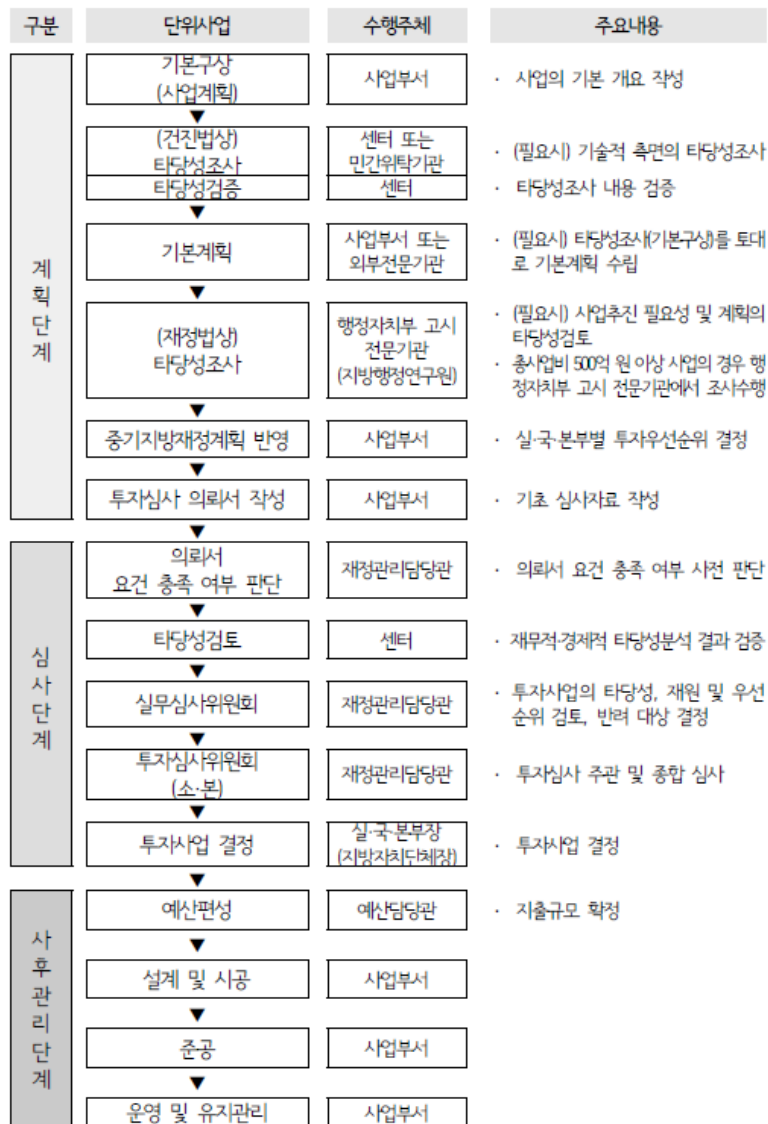 구분 단위사업 수행주체 주요내용
계획단계
기본구상
(사업계획)
사업부서
· 사업의 기본 개요 작성
▼
(건진법상)
타당성조사
센터 또는
민간위탁기관
· (필요시) 기술적 측면의 타당성조사
타당성검증
센터
· 타당성조사 내용 검증
▼
기본계획
사업부서 또는
외부전문기관
· (필요시) 타당성조사(기본구상)를 토대
로 기본계획 수립
▼
(재정법상)
타당성조사
행정자치부 고시
전문기관
(지방행정연구원)
· (필요시) 사업추진 필요성 및 계획의
타당성검토
· 총사업비 500억 원 이상 사업의 경우 행
정자치부 고시 전문기관에서 조사수행
▼
중기지방재정계획 반영
사업부서
· 실·국·본부별 투자우선순위 결정
▼
투자심사 의뢰서 작성
사업부서
· 기초 심사자료 작성
▼
심사단계
의뢰서
요건 충족 여부 판단
재정관리담당관
· 의뢰서 요건 충족 여부 사전 판단
▼
타당성검토
센터
· 재무적·경제적 타당성분석 결과 검증
▼
실무심사위원회
재정관리담당관
· 투자사업의 타당성, 재원 및 우선
순위 검토, 반려 대상 결정
▼
투자심사위원회
(소·본)
재정관리담당관
· 투자심사 주관 및 종합 심사
▼
투자사업 결정
실·국·본부장
(지방자치단체장)
· 투자사업 결정
▼
사후관리단계
예산편성
예산담당관
· 지출규모 확정
▼
설계 및 시공
사업부서
▼
준공
사업부서
▼
운영 및 유지관리
사업부서